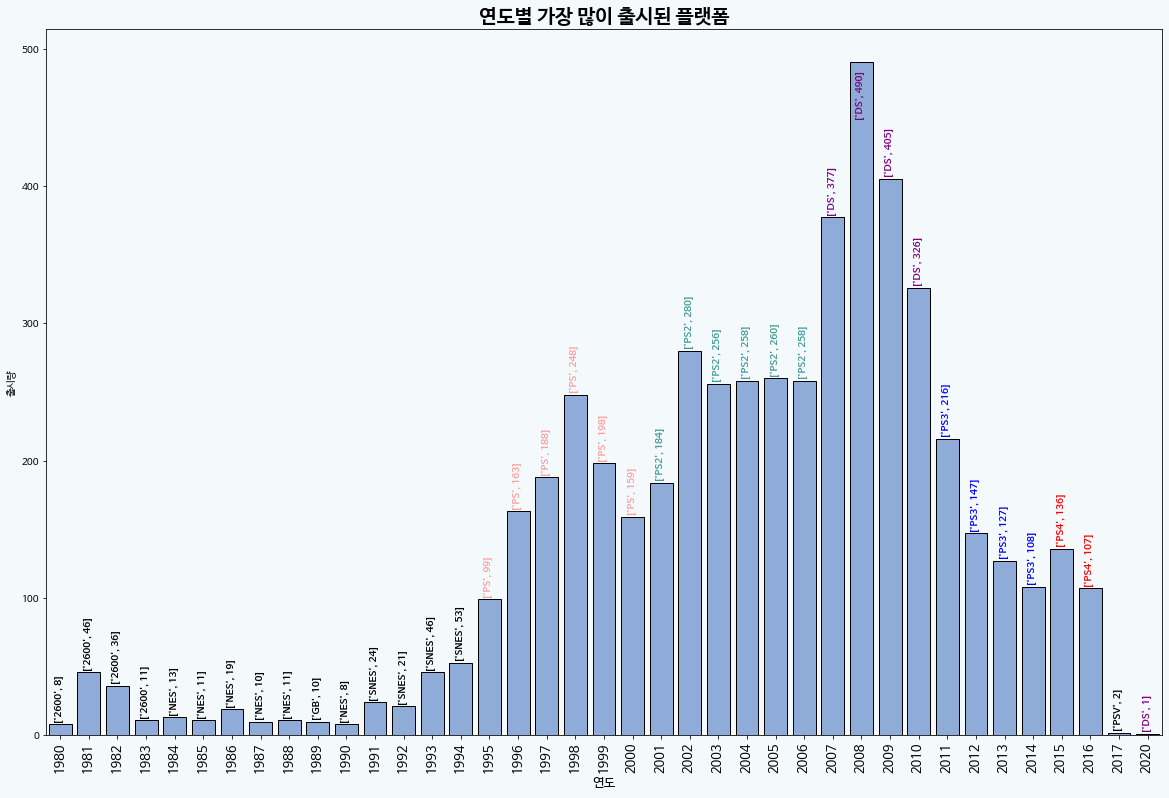 연도별 가장 많이 출시된 플랫폼
출시량
500
400
300
200
100
0
['2600', 8]
['2600', 46]
['2600', 36]
['2600', 11]
['NES', 13]
['NES', 11]
['NES', 19]
['NES', 10]
['NES', 11]
['GB', 10]
['NES', 8]
['SNES', 24]
['SNES', 21]
['SNES', 46]
['SNES', 53]
['PS', 99]
['PS', 163]
['PS', 188]
['PS', 248]
['PS', 198]
['PS', 159]
['PS2', 184]
['PS2', 280]
['PS2', 256]
['PS2', 258]
['PS2', 260]
['PS2', 258]
['DS', 377]
['DS', 490]
['DS', 405]
['DS', 326]
['PS3', 216]
['PS3', 147]
['PS3', 127]
['PS3', 108]
['PS4', 136]
['PS4', 107]
['PSV', 2]
['DS', 1]
1980
1981
1982
1983
1984
1985
1986
1987
1988
1989
1990
1991
1992
1993
1994
1995
1996
1997
1998
1999
2000
2001
2002
2003
2004
2005
2006
2007
2008
2009
2010
2011
2012
2013
2014
2015
2016
2017
2020
연도